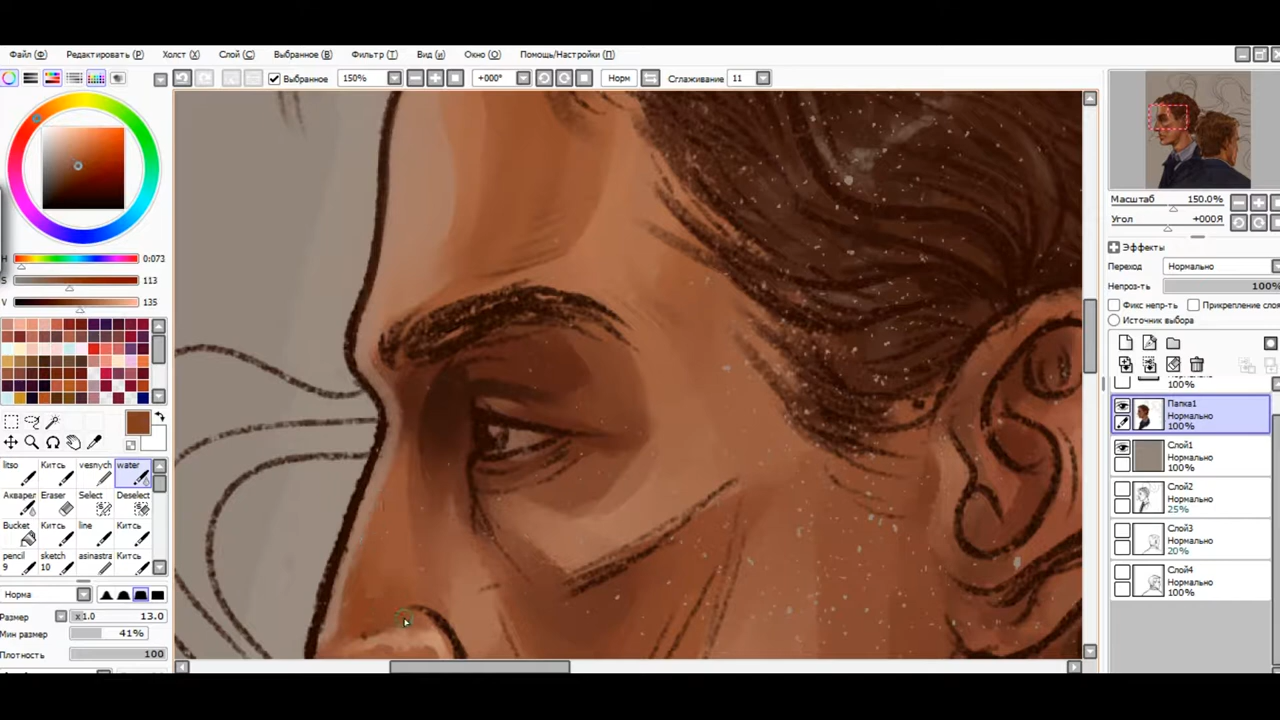 Файл (Ф) Редактировать (Р) Холст (Х) Слой (С) Выбранное (В) Фильтр (Т) Вид (и) Окно (О) Помощь/Настройки (П)
Выбранное 150% +000° Норм Сглаживание 11
Масштаб 150.0%
Угол +000Я
Эффекты
Переход Нормально
Непроз-ть 100%
Фикс непр-ть Прикрепление слоя
Источник выбора
100%
Папка1
Нормально
100%
Слой1
Нормально
100%
Слой2
Нормально
25%
Слой3
Нормально
20%
Слой4
Нормально
100%
H 0:073
S 113
V 135
litso Китсь vesnych water
Акварел Eraser Select Deselect
Bucket Китсь line Китсь
pencil 9 sketch 10 asinastra Китсь
Норма
Размер x1.0 13.0
Мин размер 41%
Плотность 100